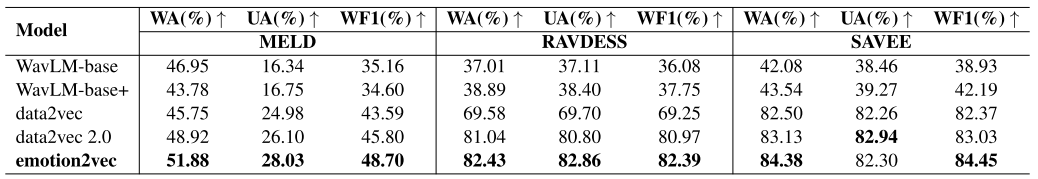 Model WA(%) ↑ UA(%) ↑ WF1(%) ↑ WA(%) ↑ UA(%) ↑ WF1(%) ↑ WA(%) ↑ UA(%) ↑ WF1(%) ↑
MELD RAVDESS SAVEE
WavLM-base 46.95 16.34 35.16 37.01 37.11 36.08 42.08 38.46 38.93
WavLM-base+ 43.78 16.75 34.60 38.89 38.40 37.75 43.54 39.27 42.19
data2vec 45.75 24.98 43.59 69.58 69.70 69.25 82.50 82.26 82.37
data2vec 2.0 48.92 26.10 45.80 81.04 80.80 80.97 83.13 82.94 83.03
emotion2vec 51.88 28.03 48.70 82.43 82.86 82.39 84.38 82.30 84.45